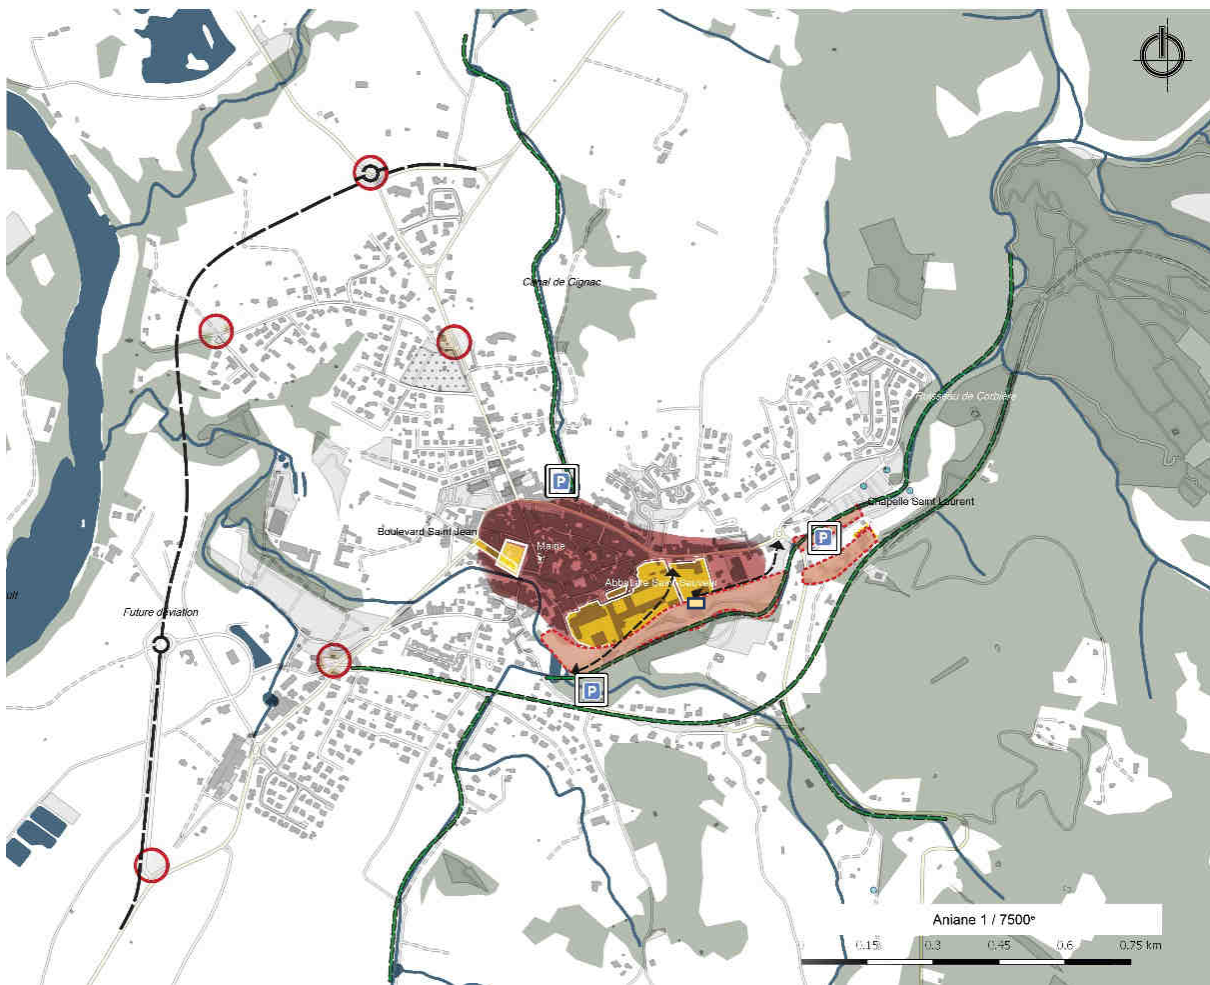 Canal de Gignac
Ruisseau de Corbière
P
Chapelle Saint Laurent
Boulevard Saint Jean
P
Mairie
Abbatiale Saint Sauveur
Future déviation
P
Aniane 1 / 7500e
0.15 0.3 0.45 0.6 0.75 km